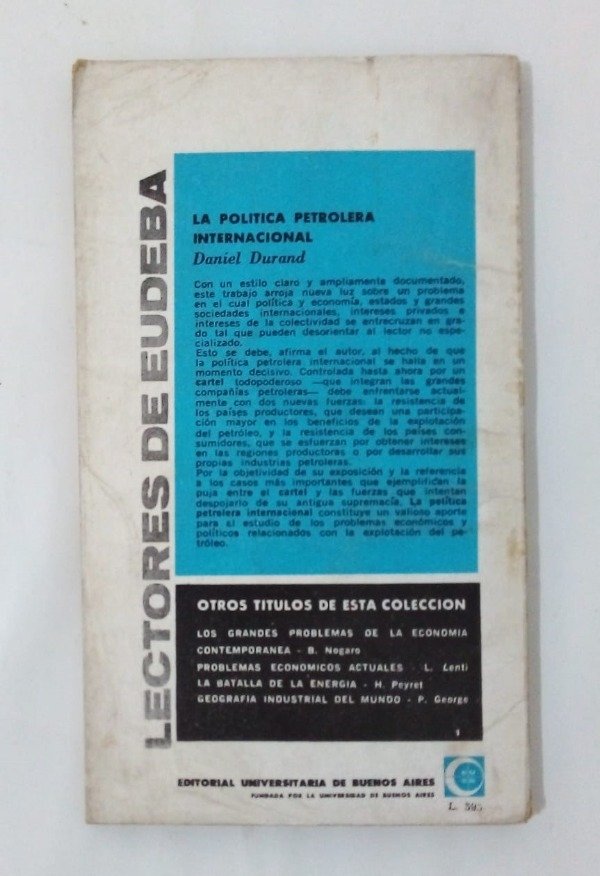 LECTORES DE EUDEBA
LA POLITICA PETROLERA
INTERNACIONAL
Daniel Durand
Con un estilo claro y ampliamente documentado,
este trabajo arroja nueva luz sobre un problema
en el cual política y economía, estados y grandes
sociedades internacionales, intereses privados e
intereses de la colectividad se entrecruzan en gra-
do tal que pueden desorientar al lector no espe-
cializado.
Esto se debe, afirma el autor, al hecho de que
la política petrolera internacional se halla en un
momento decisivo. Controlada hasta ahora por un
cartel todopoderoso —que integran las grandes
compañías petroleras— debe enfrentarse actual-
mente con dos nuevas fuerzas: la resistencia de
los países productores, que desean una participa-
ción mayor en los beneficios de la explotación
del petróleo, y la resistencia de los países con-
sumidores, que se esfuerzan por obtener intereses
en las regiones productoras o por desarrollar sus
propias industrias petroleras.
Por la objetividad de su exposición y la referencia
a los casos más importantes que ejemplifican la
puja entre el cartel y las fuerzas que intentan
despojarlo de su antigua supremacía, La política
petrolera internacional constituye un valioso aporte
para el estudio de los problemas económicos y
políticos relacionados con la explotación del pe-
tróleo.
OTROS TITULOS DE ESTA COLECCION
LOS GRANDES PROBLEMAS DE LA ECONOMIA
CONTEMPORANEA - B. Nogaro
PROBLEMAS ECONOMICOS ACTUALES - L. Lenti
LA BATALLA DE LA ENERGIA - H. Peyret
GEOGRAFIA INDUSTRIAL DEL MUNDO - P. George
1
EDITORIAL UNIVERSITARIA DE BUENOS AIRES
FUNDADA POR LA UNIVERSIDAD DE BUENOS AIRES
L.